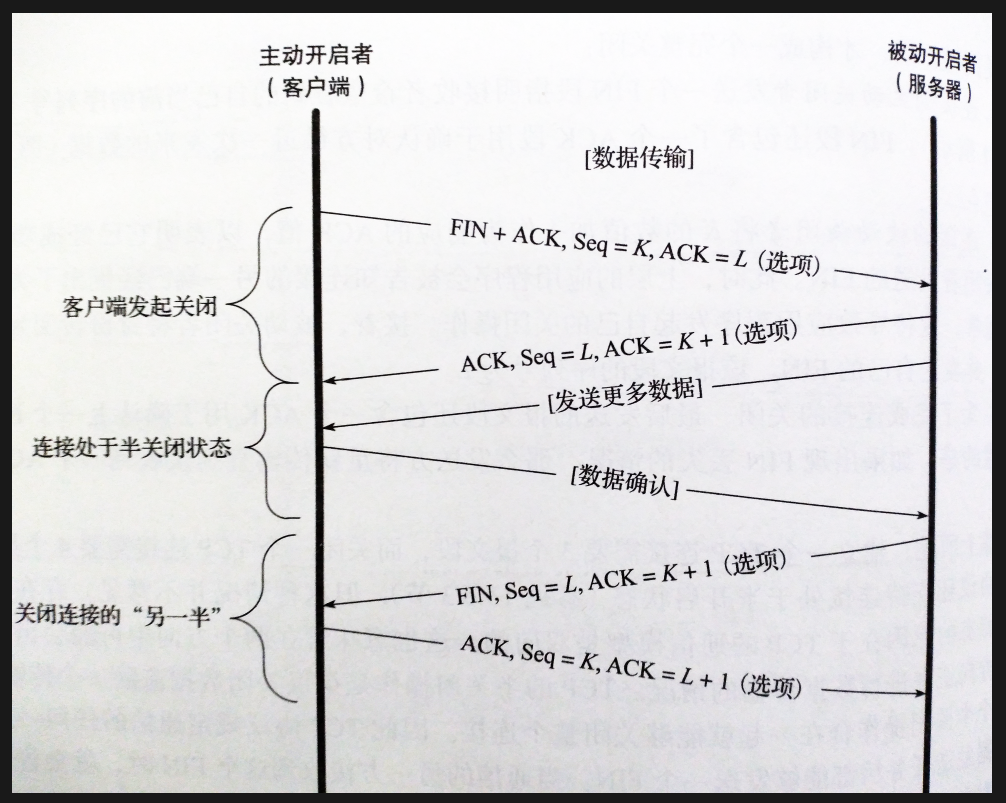 主动开启者
（客户端）
被动开启者
（服务器）
[数据传输]
FIN + ACK, Seq = K, ACK = L (选项)
客户端发起关闭
ACK, Seq = L, ACK = K + 1 (选项)
[发送更多数据]
连接处于半关闭状态
[数据确认]
FIN, Seq = L, ACK = K + 1 (选项)
关闭连接的“另一半”
ACK, Seq = K, ACK = L + 1 (选项)